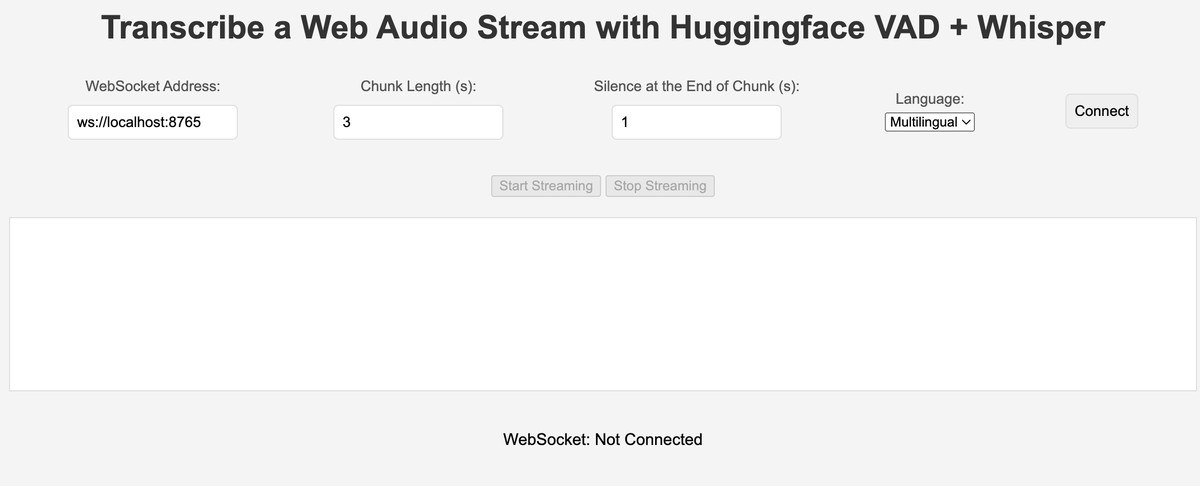 Transcribe a Web Audio Stream with Huggingface VAD + Whisper
WebSocket Address:
ws://localhost:8765
Chunk Length (s):
3
Silence at the End of Chunk (s):
1
Language:
Multilingual
Connect
Start Streaming
Stop Streaming
WebSocket: Not Connected